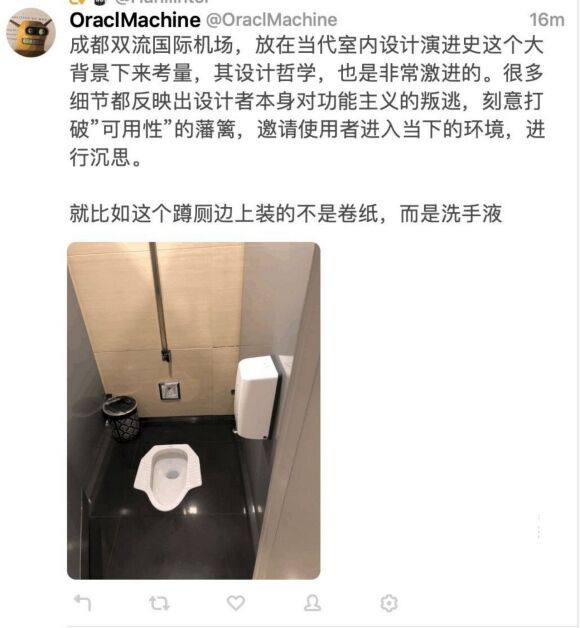 OraclMachine @OraclMachine 16m
成都双流国际机场，放在当代室内设计演进史这个大
背景下来考量，其设计哲学，也是非常激进的。很多
细节都反映出设计者本身对功能主义的叛逃，刻意打
破”可用性”的藩篱，邀请使用者进入当下的环境，进
行沉思。
就比如这个蹲厕边上装的不是卷纸，而是洗手液